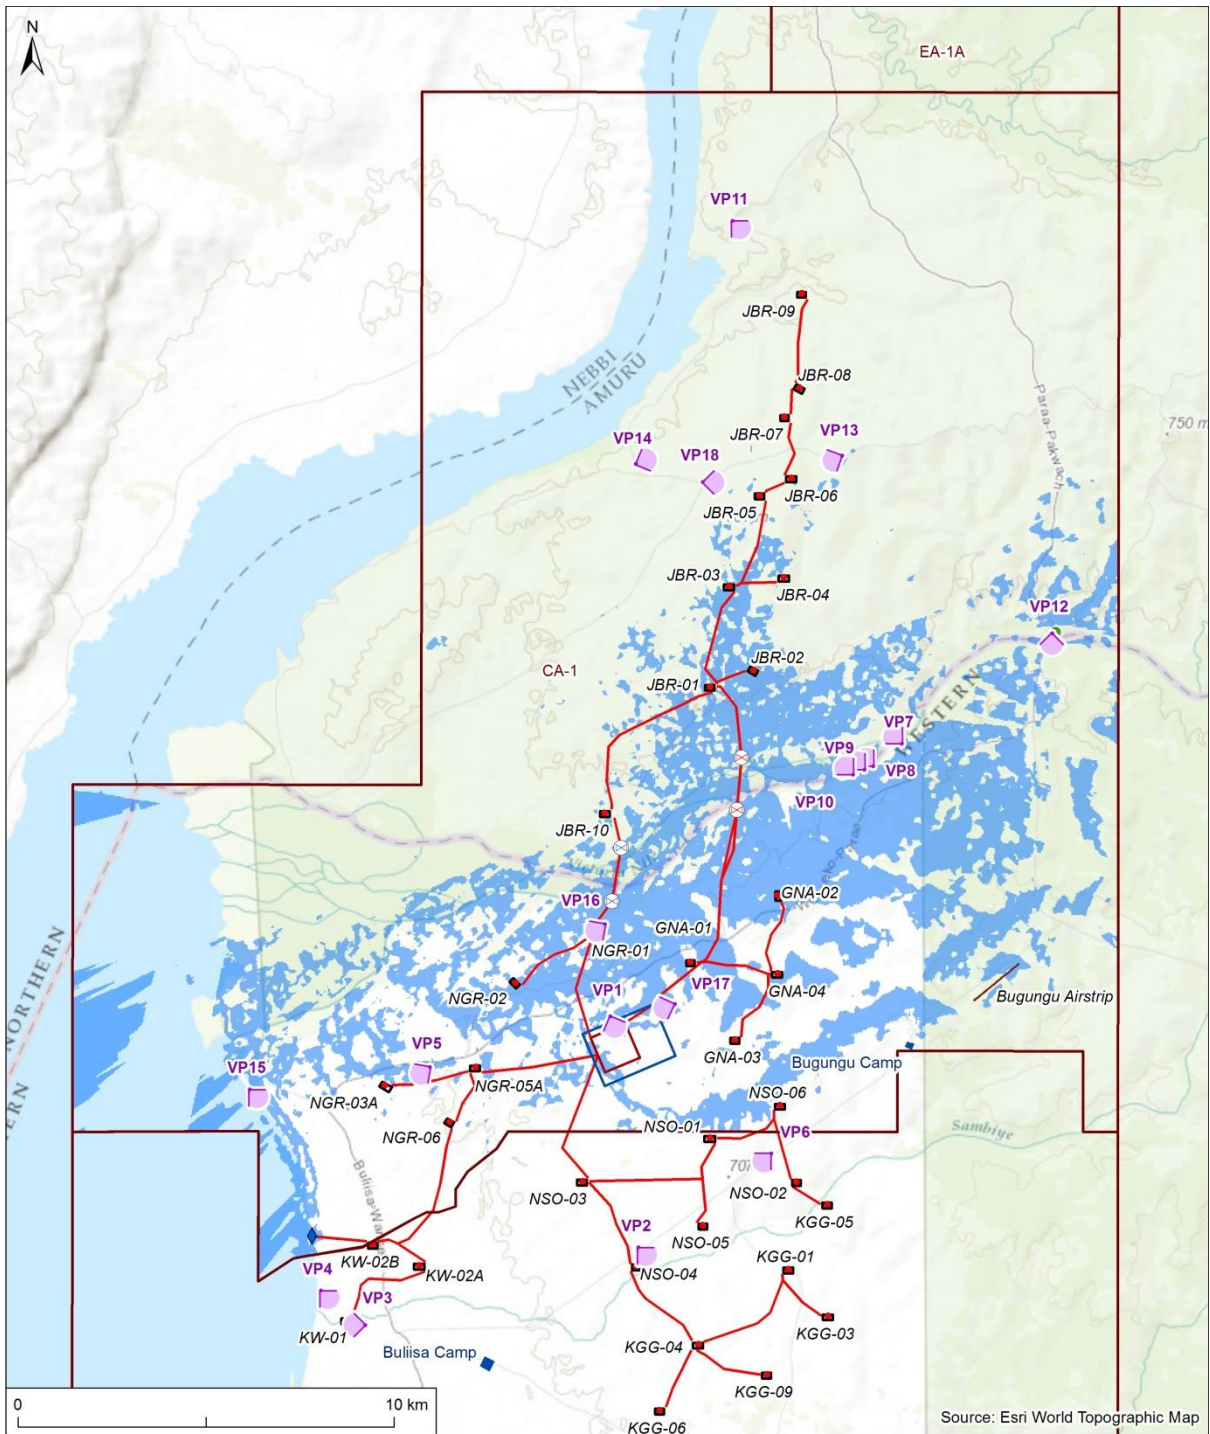 N
EA-1A
VP11
JBR-09
NEBBI
AMURU
JBR-08
JBR-07
VP14
VP18
VP13
750 m
Paraa-Pakwach
JBR-06
JBR-05
JBR-03
JBR-04
VP12
CA-1
JBR-02
JBR-01
WESTERN
VP7
VP9
VP8
VP10
JBR-10
GNA-02
VP16
GNA-01
NGR-01
NORTHERN
NGR-02
VP1
VP17
GNA-04
Bugungu Airstrip
VP5
GNA-03
Bugungu Camp
VP15
NGR-05A
NGR-03A
NSO-06
NGR-06
NSO-01
VP6
Sambiye
NSO-03
NSO-02
KGG-05
VP2
NSO-05
KW-02B
KGG-01
VP4
KW-02A
NSO-04
VP3
KW-01
KGG-03
KGG-04
Buliisa Camp
KGG-09
KGG-06
0
10 km
Source: Esri World Topographic Map